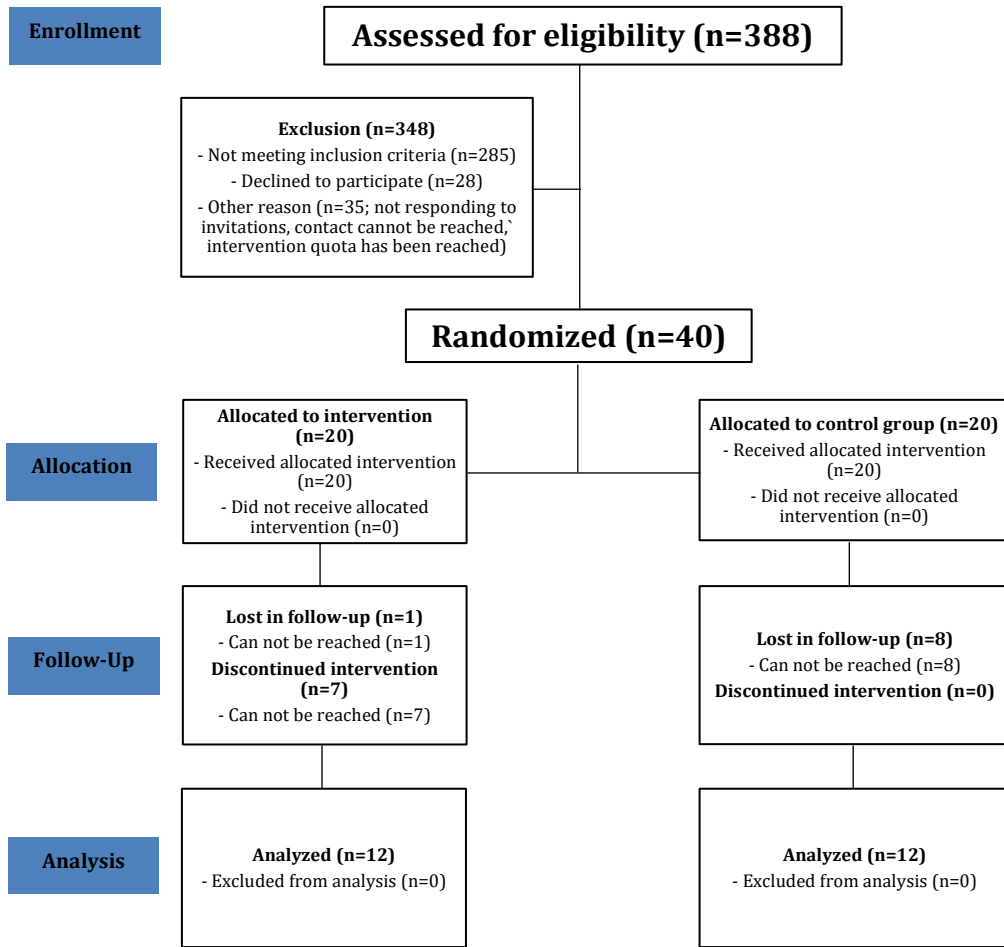 Enrollment
Assessed for eligibility (n=388)
Exclusion (n=348)
- Not meeting inclusion criteria (n=285)
- Declined to participate (n=28)
- Other reason (n=35; not responding to
invitations, contact cannot be reached,`
intervention quota has been reached)
Randomized (n=40)
Allocation
Allocated to intervention
(n=20)
- Received allocated intervention
(n=20)
- Did not receive allocated
intervention (n=0)
Allocated to control group (n=20)
- Received allocated intervention
(n=20)
- Did not receive allocated
intervention (n=0)
Follow-Up
Lost in follow-up (n=1)
- Can not be reached (n=1)
Discontinued intervention
(n=7)
- Can not be reached (n=7)
Lost in follow-up (n=8)
- Can not be reached (n=8)
Discontinued intervention (n=0)
Analysis
Analyzed (n=12)
- Excluded from analysis (n=0)
Analyzed (n=12)
- Excluded from analysis (n=0)